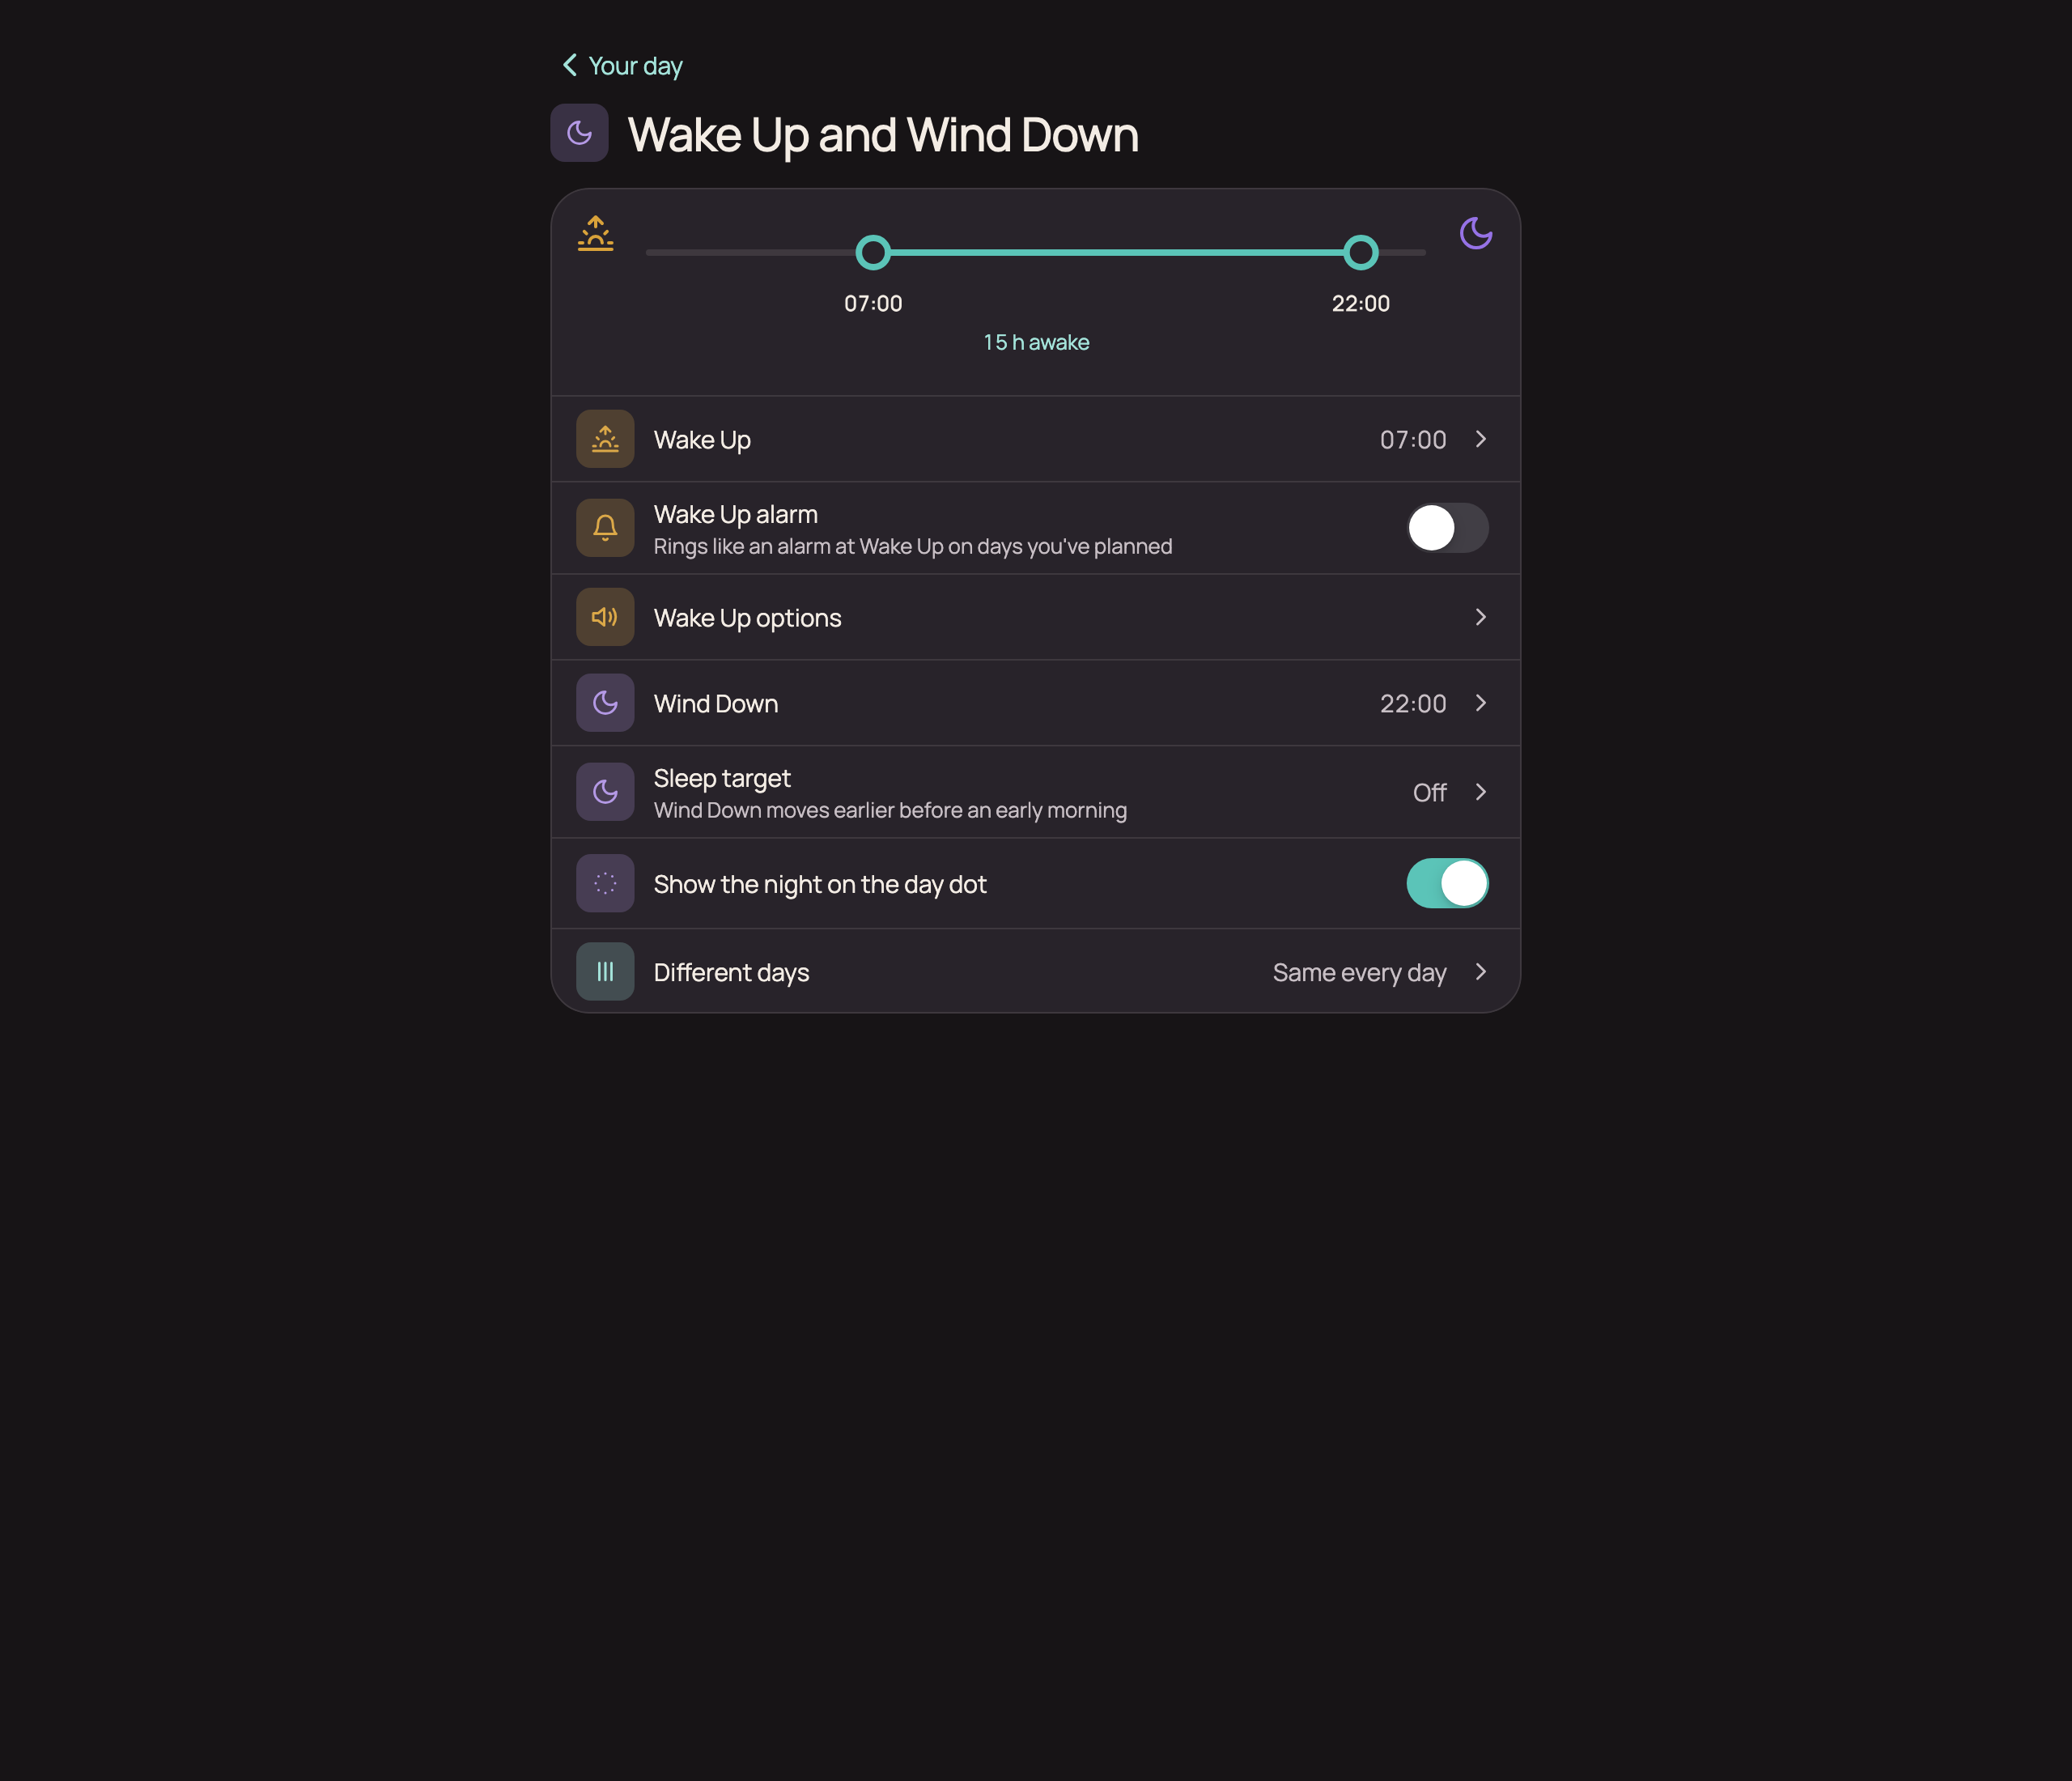 Your day
Wake Up and Wind Down
07:00
22:00
15 h awake
Wake Up
07:00
Wake Up alarm
Rings like an alarm at Wake Up on days you've planned
Wake Up options
Wind Down
22:00
Sleep target
Wind Down moves earlier before an early morning
Off
Show the night on the day dot
Different days
Same every day